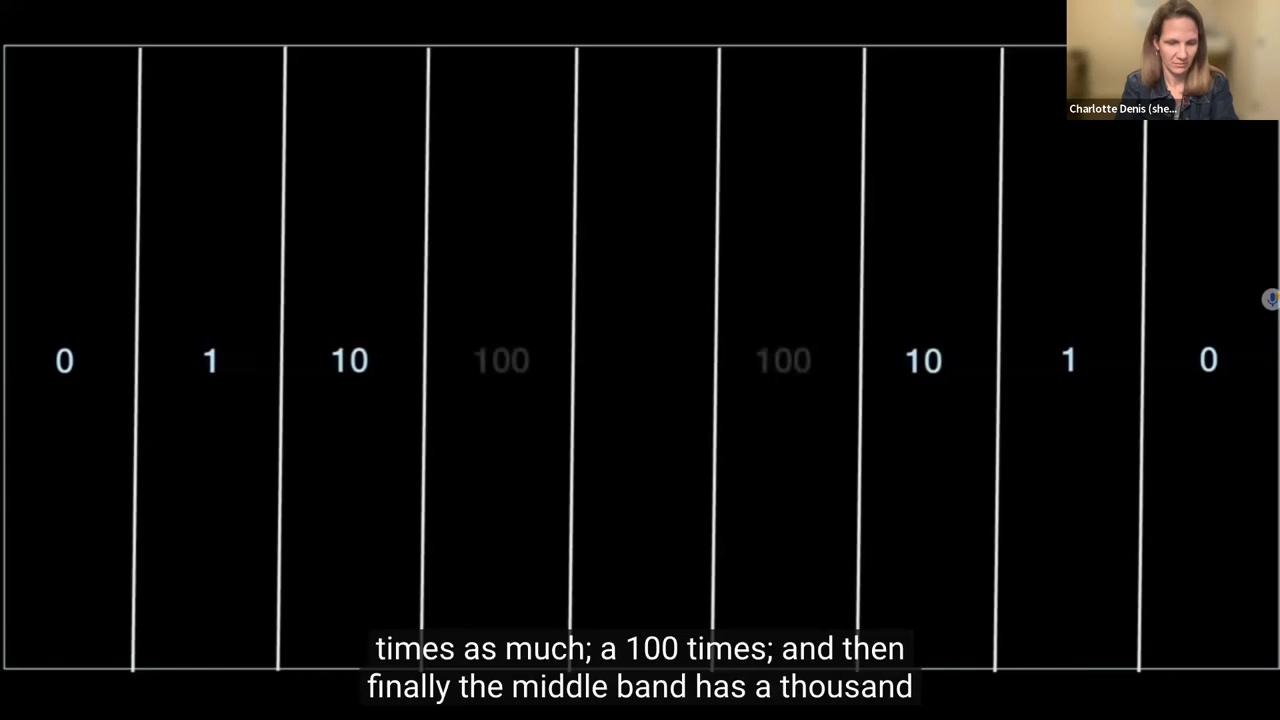 Charlotte Denis (she...
0 1 10 100 100 10 1 0
times as much; a 100 times; and then
finally the middle band has a thousand